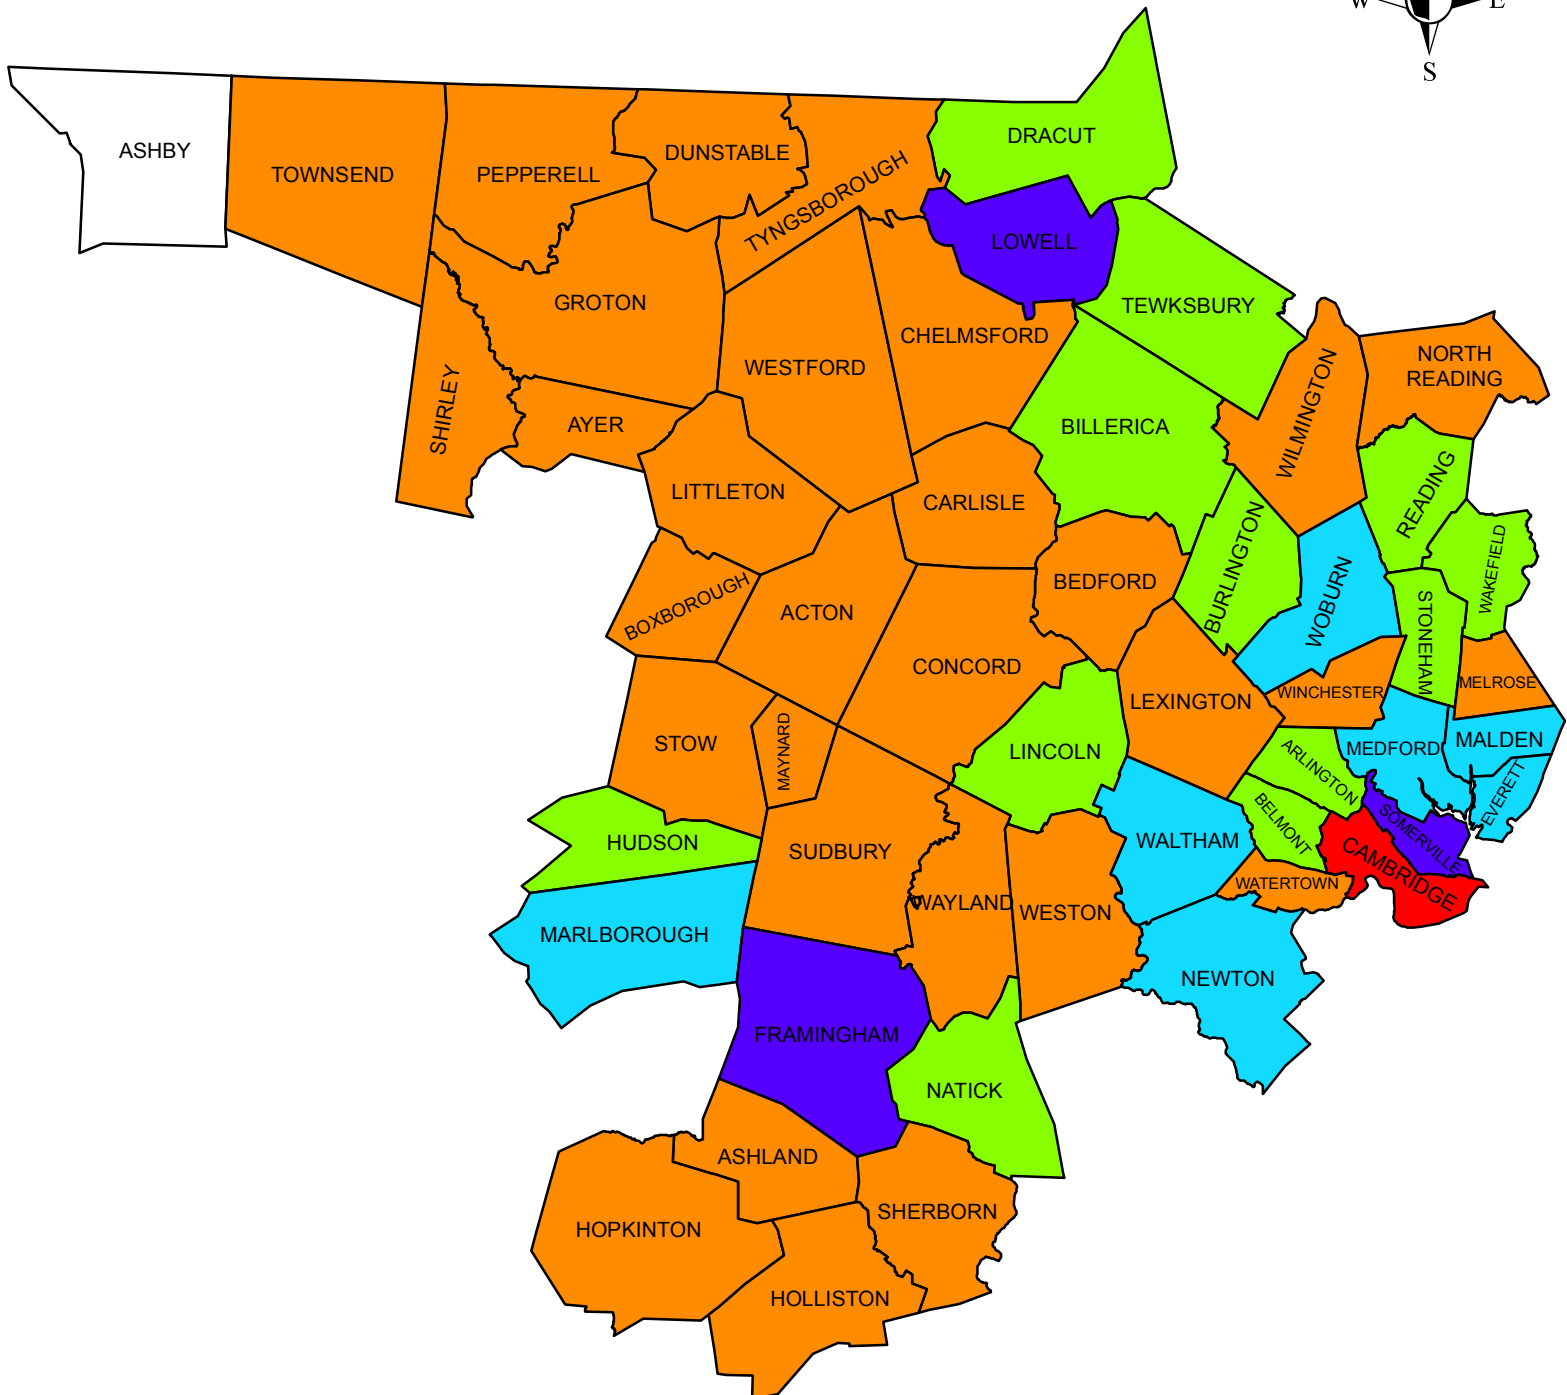 W
E
S
ASHBY
TOWNSEND
PEPPERELL
DUNSTABLE
TYNGSBOROUGH
DRACUT
LOWELL
TEWKSBURY
GROTON
WESTFORD
CHELMSFORD
SHIRLEY
AYER
LITTLETON
BILLERICA
WILMINGTON
NORTH
READING
READING
CARLISLE
BURLINGTON
WAKEFIELD
BOXBOROUGH
ACTON
BEDFORD
WOBURN
STONEHAM
CONCORD
LEXINGTON
WINCHESTER
MELROSE
STOW
MAYNARD
LINCOLN
ARLINGTON
MEDFORD
MALDEN
EVERETT
HUDSON
SUDBURY
WALTHAM
BELMONT
SOMERVILLE
CAMBRIDGE
WATERTOWN
WAYLAND
WESTON
MARLBOROUGH
NEWTON
FRAMINGHAM
NATICK
ASHLAND
SHERBORN
HOPKINTON
HOLLISTON